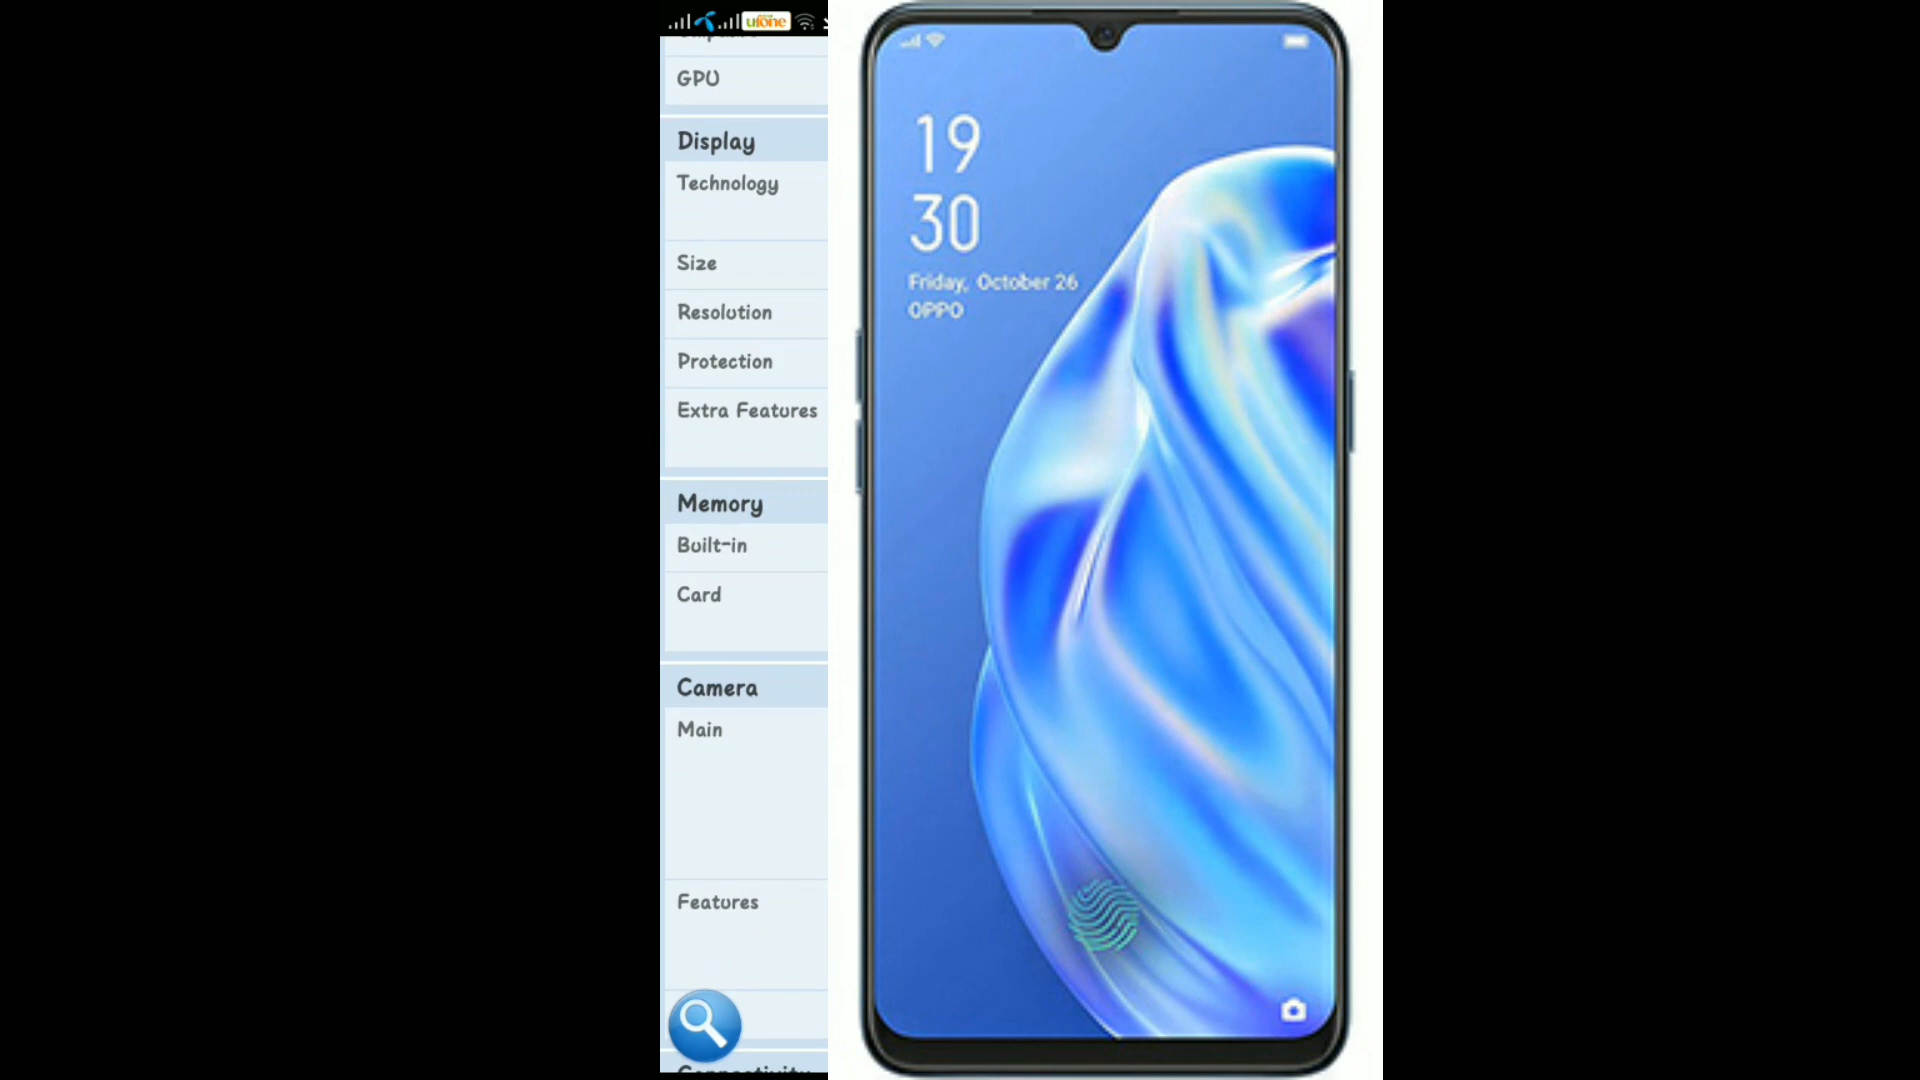 ufone
GPU
Display
Technology
Size
Resolution
Protection
Extra Features
Memory
Built-in
Card
Camera
Main
Features
19
30
Friday, October 26
OPPO